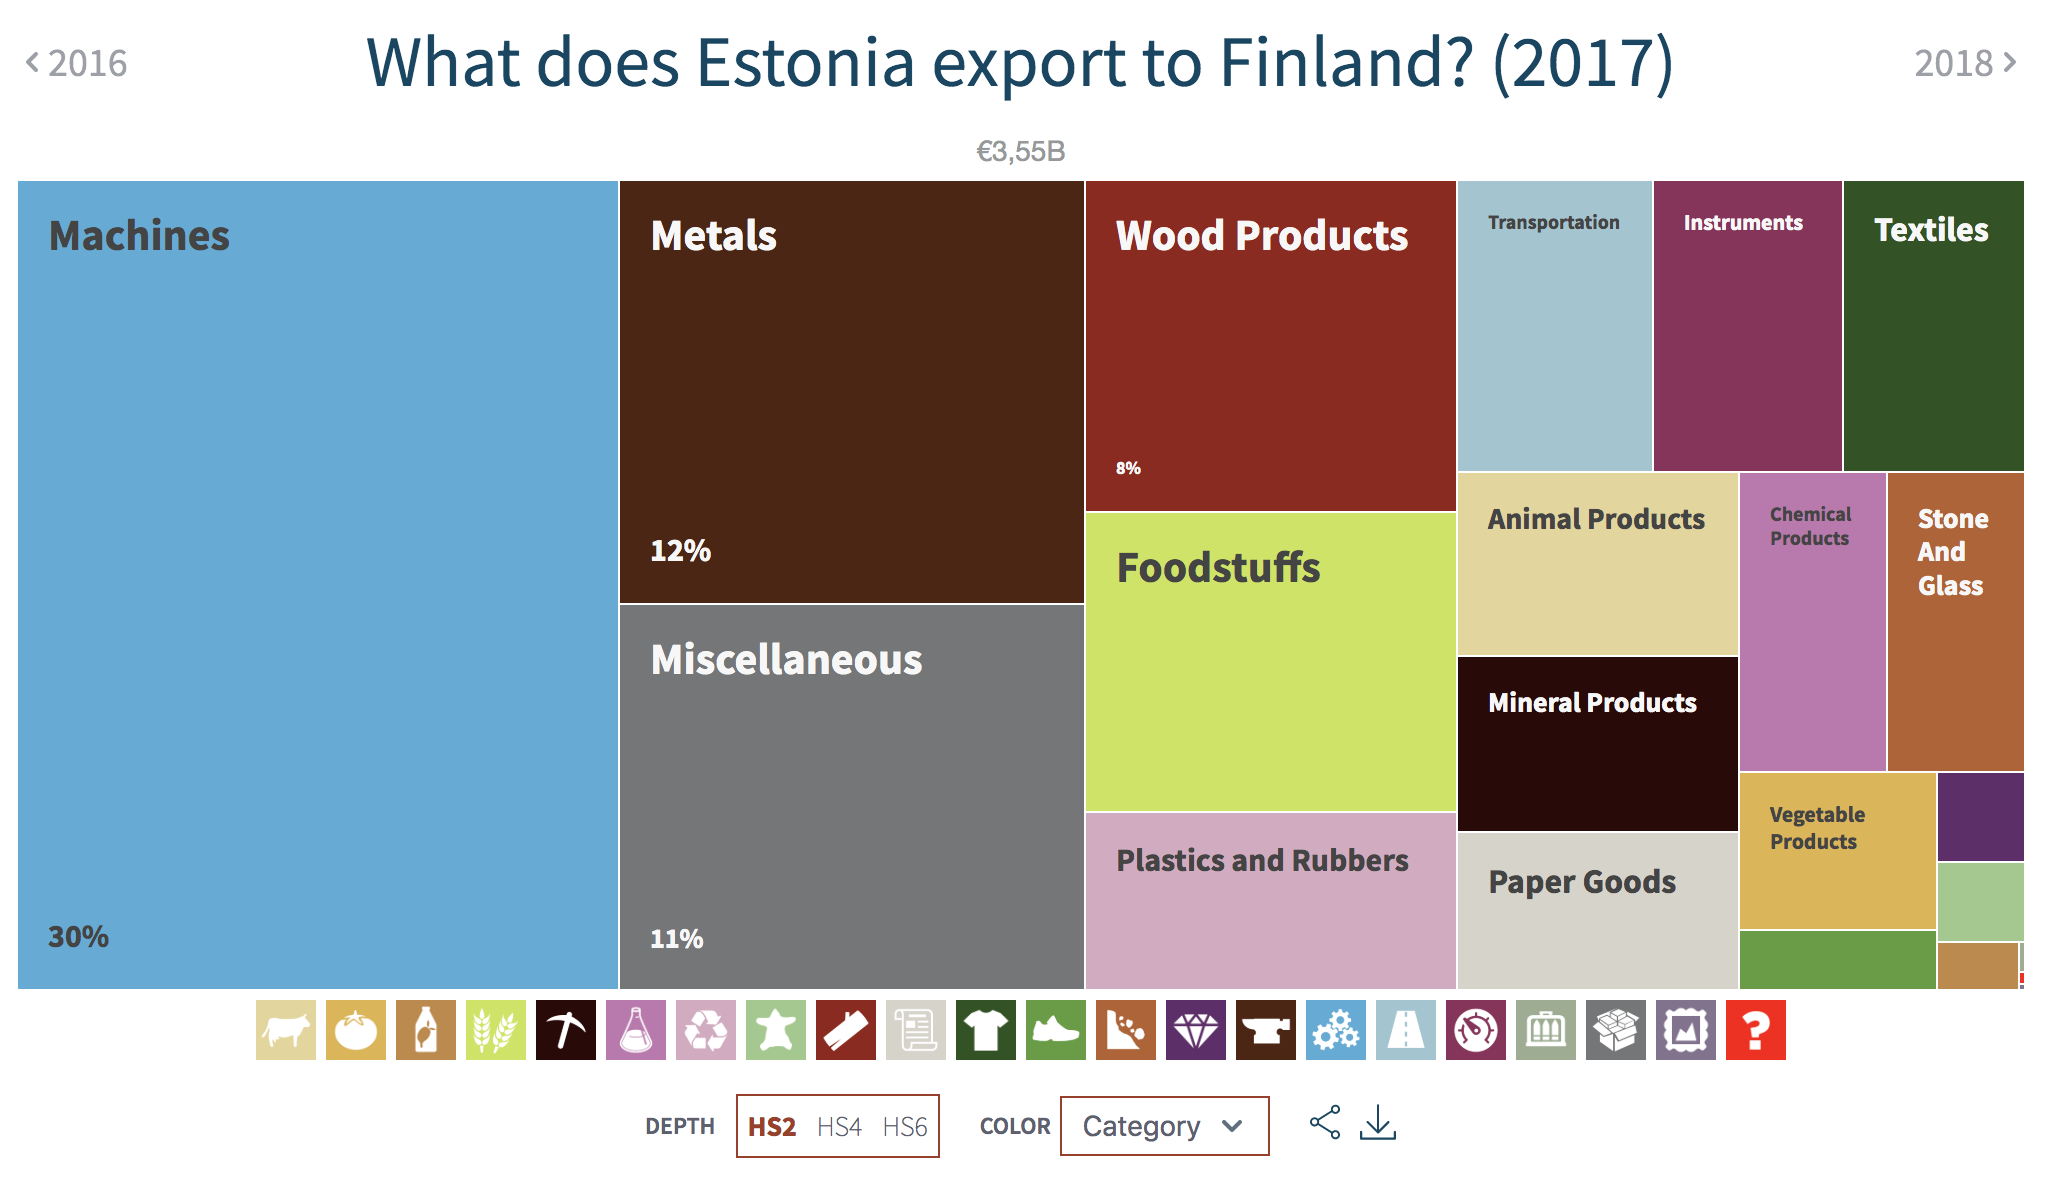 2016
What does Estonia export to Finland? (2017)
2018
€3,55B
Machines
30%
Metals
12%
Miscellaneous
11%
Wood Products
8%
Foodstuffs
Plastics and Rubbers
Transportation
Instruments
Textiles
Animal Products
Mineral Products
Paper Goods
Chemical
Products
Stone
And
Glass
Vegetable
Products
?
DEPTH HS2 HS4 HS6 COLOR Category